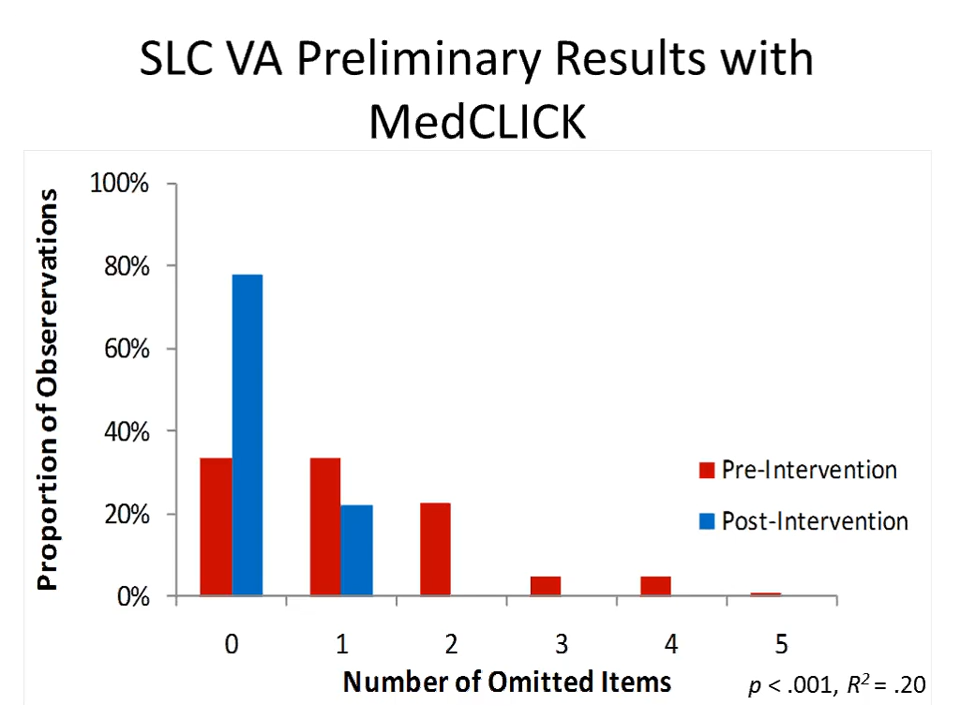 SLC VA Preliminary Results with
MedCLICK
Proportion of Obserervations
100%
80%
60%
40%
20%
0%
Pre-Intervention
Post-Intervention
0 1 2 3 4 5
Number of Omitted Items
p < .001, R² = .20